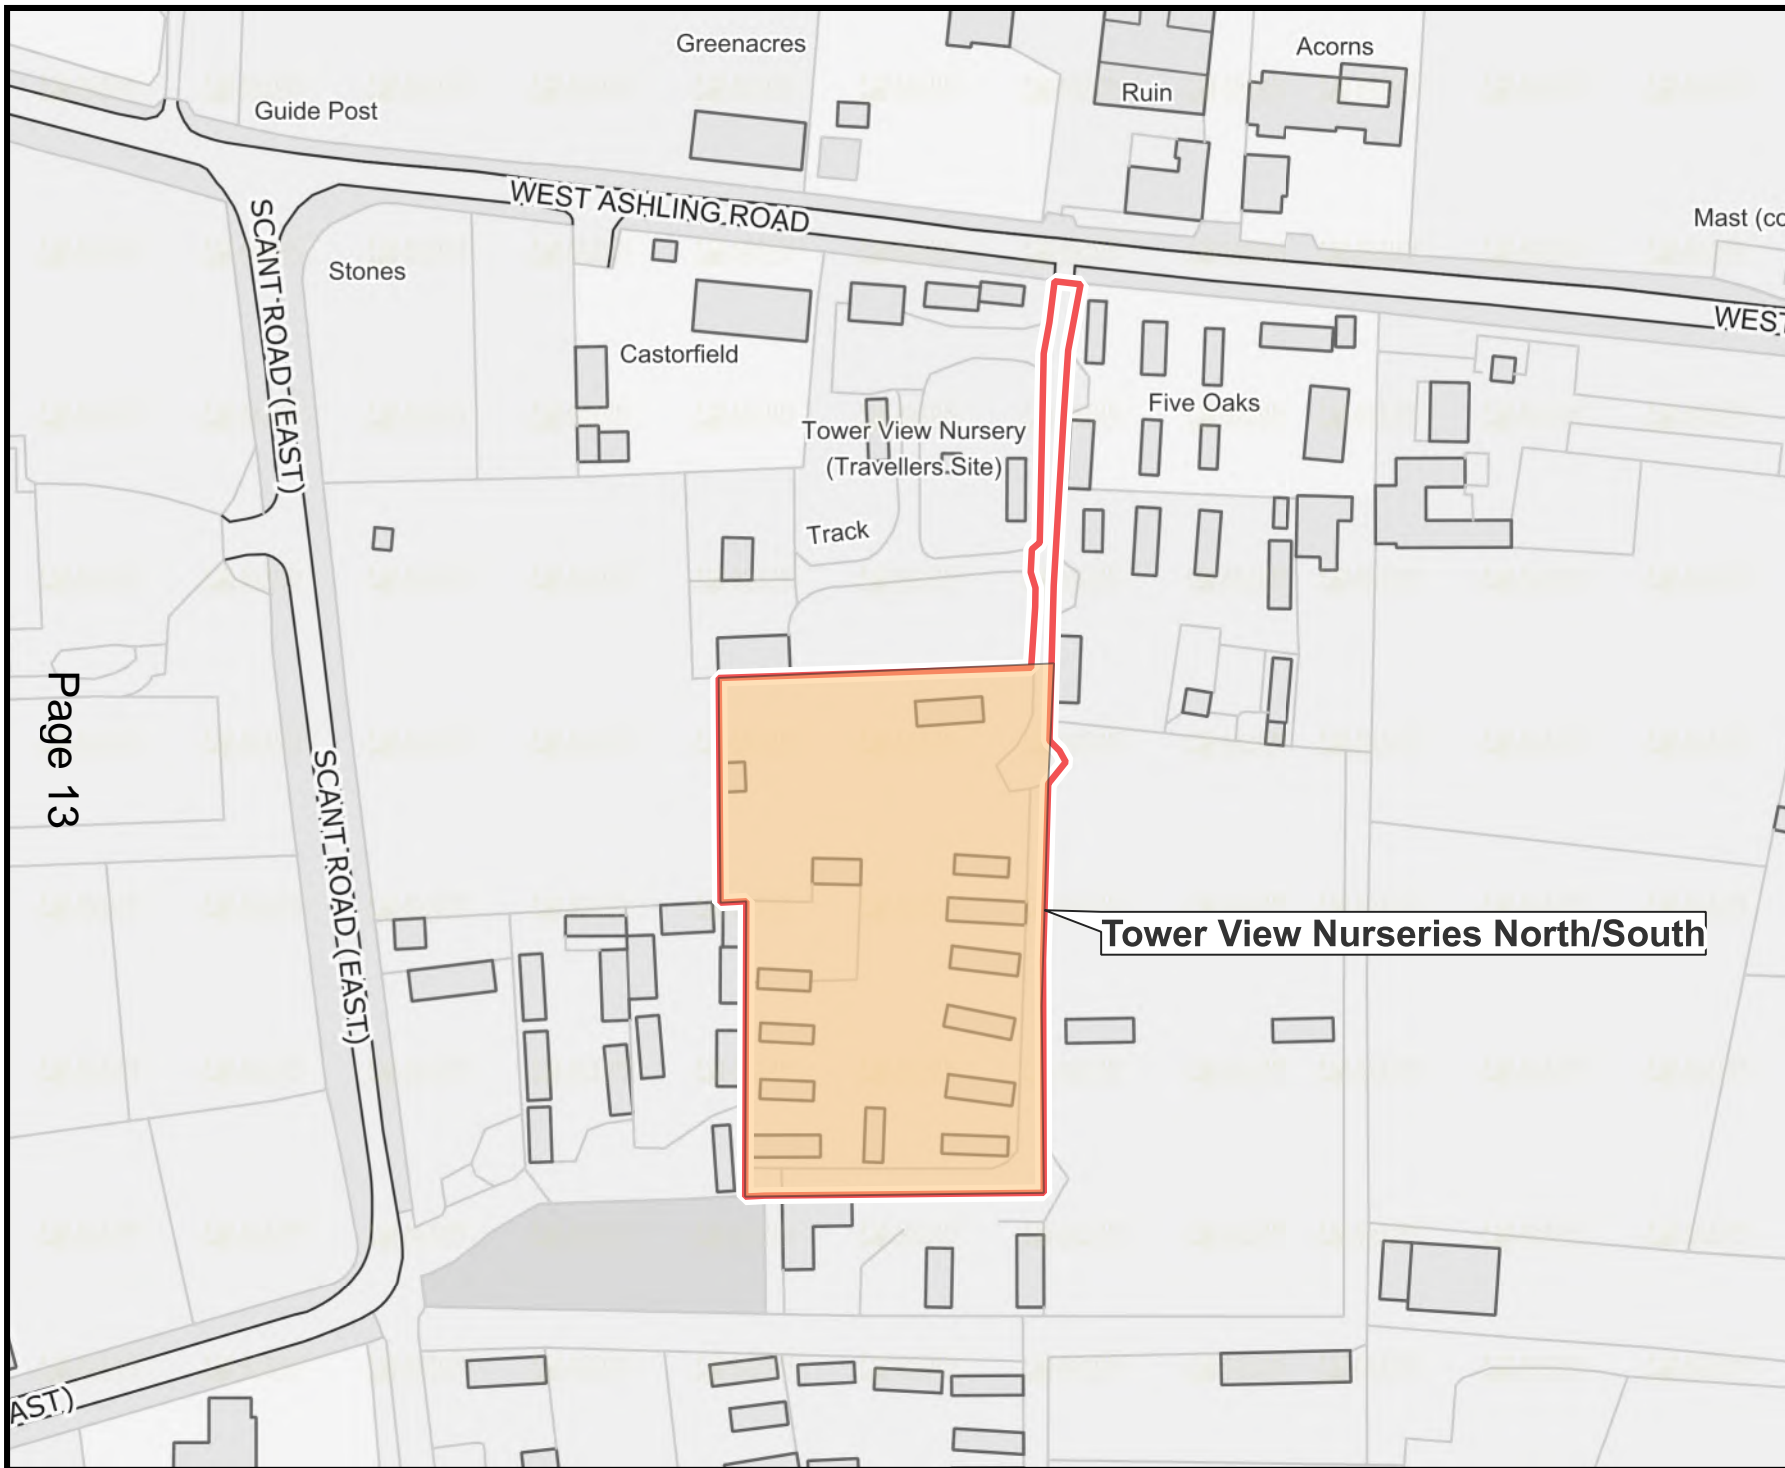 Greenacres
Acorns
Ruin
Guide Post
WEST ASHLING ROAD
SCANT ROAD (EAST)
Mast (co
Stones
WEST
Castorfield
Five Oaks
Tower View Nursery
(Travellers Site)
Track
Page 13
SCANT ROAD (EAST)
Tower View Nurseries North/South
AST)